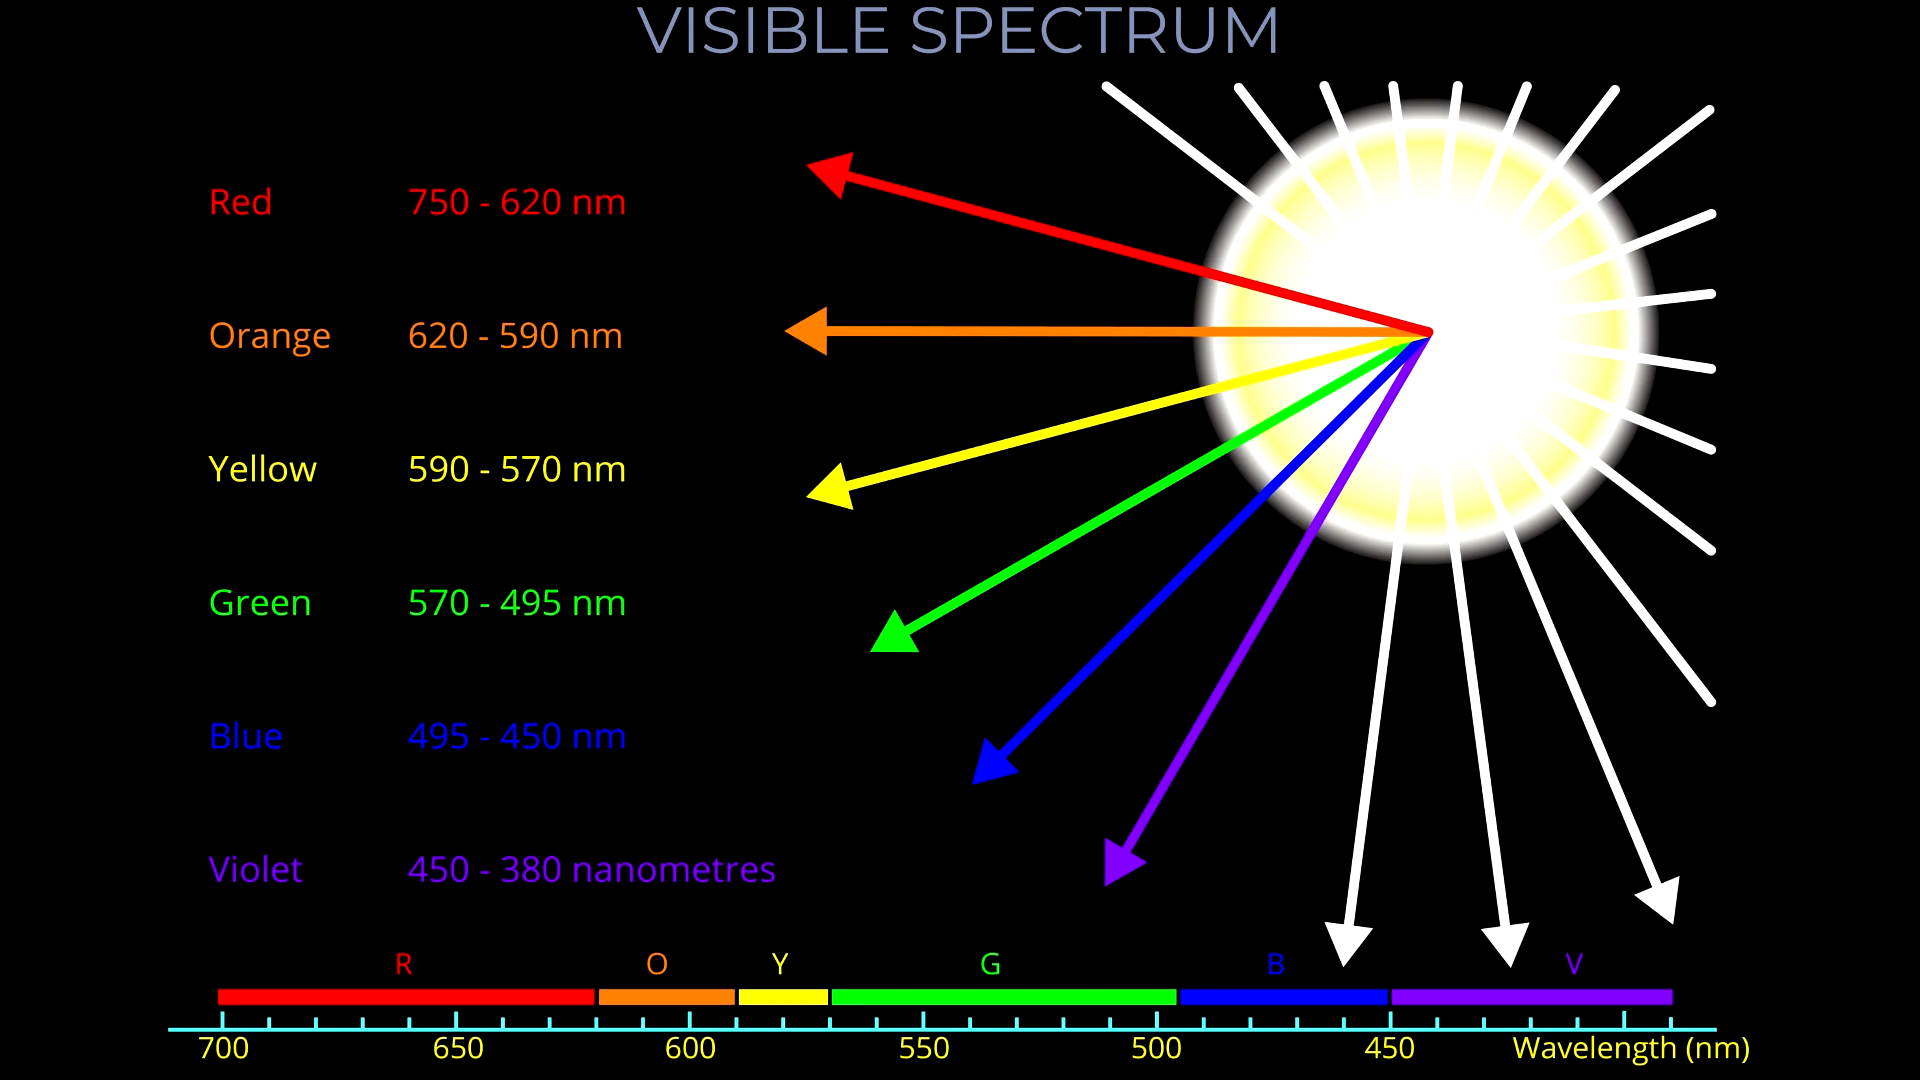 VISIBLE SPECTRUM
Red 750 - 620 nm
Orange 620 - 590 nm
Yellow 590 - 570 nm
Green 570 - 495 nm
Blue 495 - 450 nm
Violet 450 - 380 nanometres
R O Y G B V
700 650 600 550 500 450 Wavelength (nm)